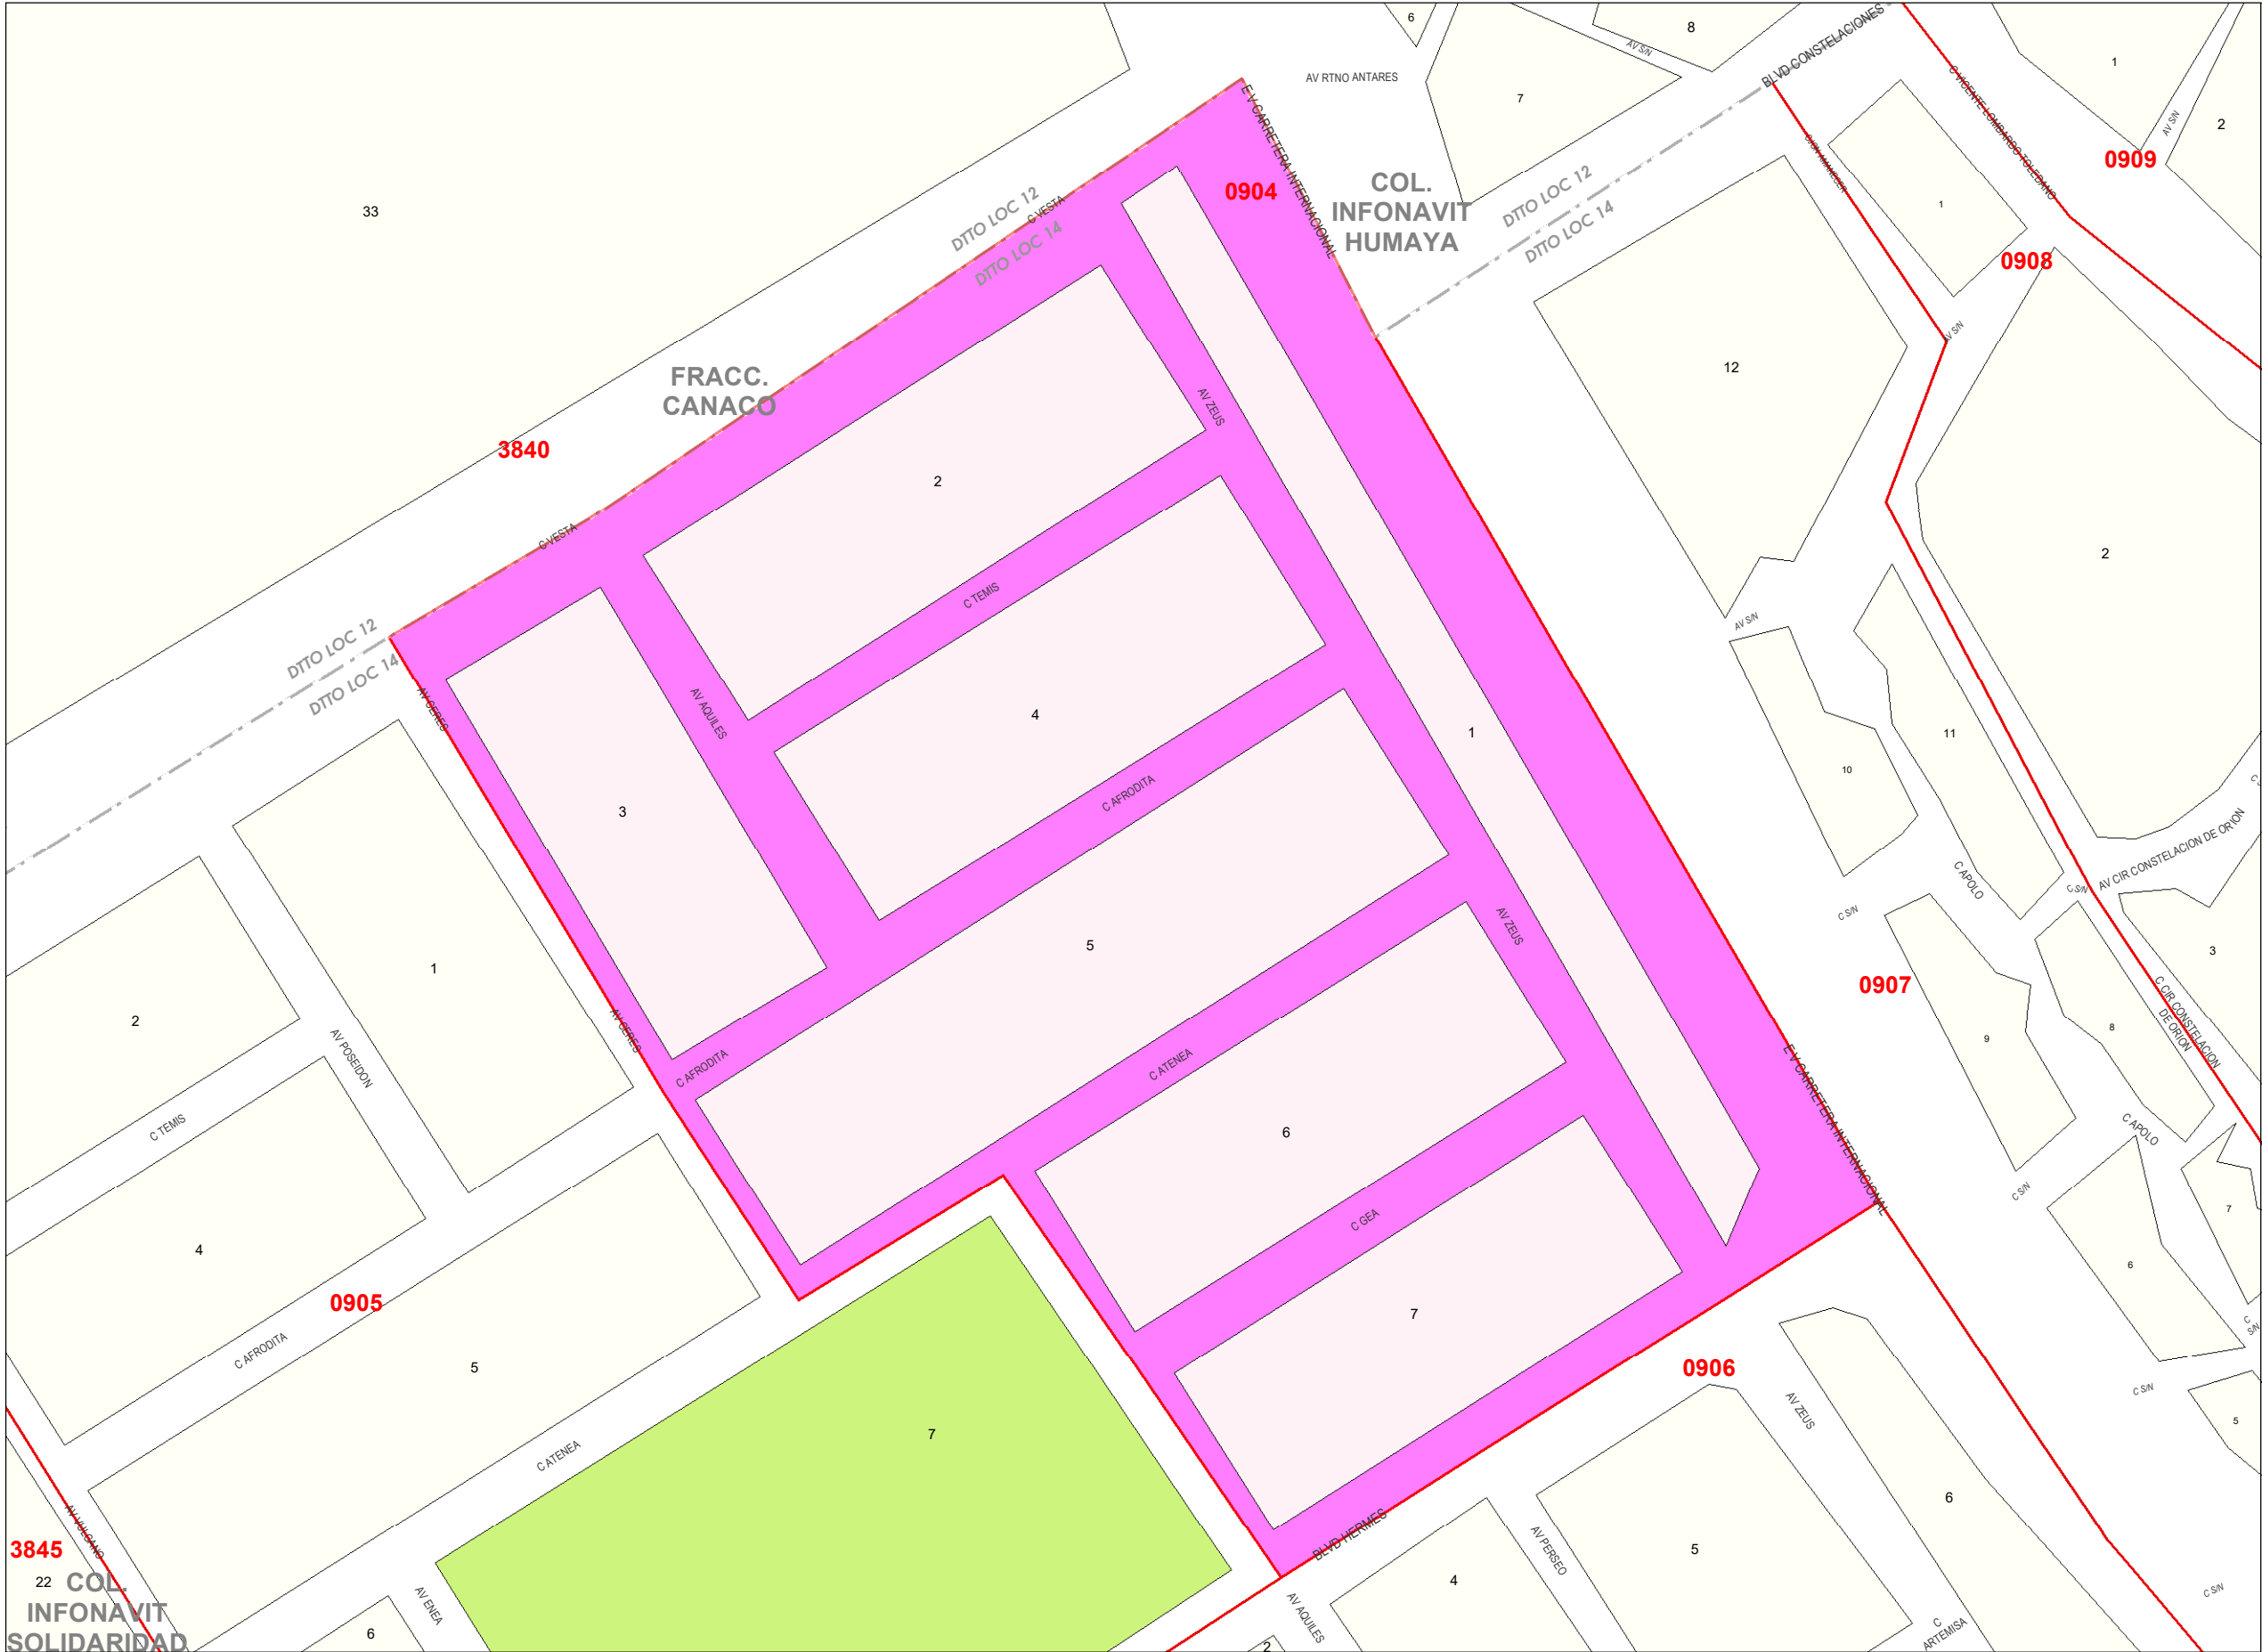 6
8
AV S/N
BLVD CONSTELACIONES
1
AV RTNO ANTARES
7
C VICENTE LOMBARDO TOLEDANO
AV S/N
2
0909
E V CARRETERA INTERNACIONAL
33
0904
COL.
INFONAVIT
HUMAYA
DTTO LOC 12
DTTO LOC 14
DTTO LOC 12
C VESTA
DTTO LOC 14
1
0908
AV S/N
FRACC.
CANACO
12
AV ZEUS
3840
2
C VESTA
2
C TEMIS
DTTO LOC 12
DTTO LOC 14
AV CERES
AV AQUILES
4
1
AV S/N
11
10
3
C AFRODITA
AV CIR CONSTELACION DE ORION
C S/N
C APOLO
C S/N
AV ZEUS
5
1
3
0907
2
AV POSEIDON
AV CERES
C AFRODITA
C ATENEA
9
8
C CIR CONSTELACION
DE ORION
E V CARRETERA INTERNACIONAL
C TEMIS
6
C APOLO
C S/N
7
4
C GEA
6
0905
7
C S/N
C AFRODITA
5
0906
C S/N
AV ZEUS
5
7
C ATENEA
6
AV VULCANO
BLVD HERMES
AV PERSEO
5
3845
22
COL.
INFONAVIT
SOLIDARIDAD
AV ENEA
4
C S/N
AV AQUILES
6
2
C
ARTEMISA